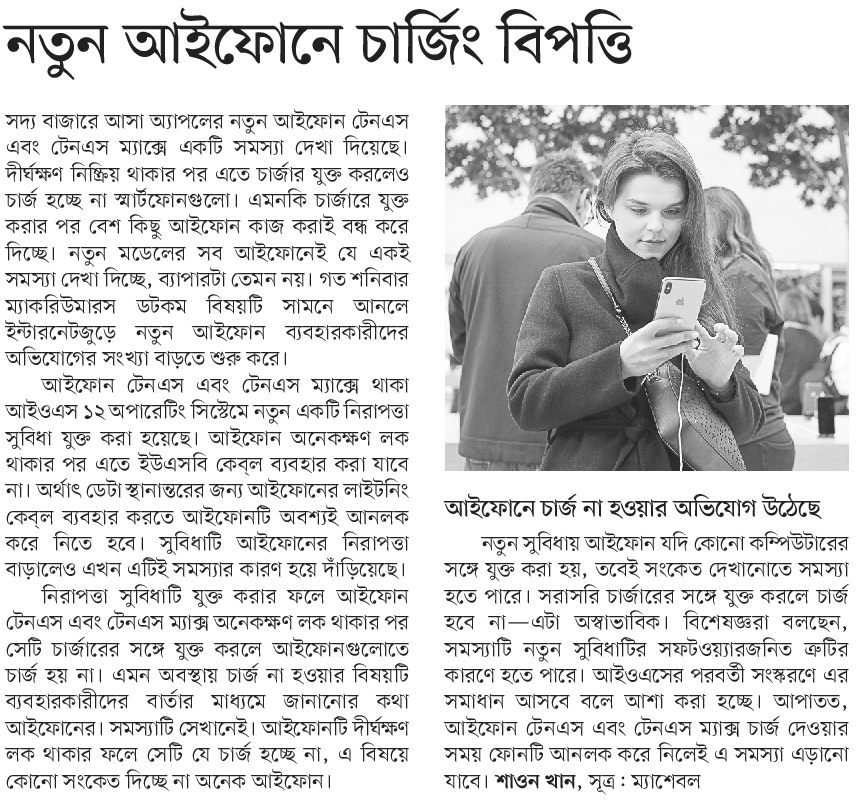 নতুন আইফোনে চার্জিং বিপত্তি
সদ্য বাজারে আসা অ্যাপলের নতুন আইফোন টেনএস
এবং টেনএস ম্যাক্সে একটি সমস্যা দেখা দিয়েছে।
দীর্ঘক্ষণ নিষ্ক্রিয় থাকার পর এতে চার্জার যুক্ত করলেও
চার্জ হচ্ছে না স্মার্টফোনগুলো। এমনকি চার্জারে যুক্ত
করার পর বেশ কিছু আইফোন কাজ করাই বন্ধ করে
দিচ্ছে। নতুন মডেলের সব আইফোনেই যে একই
সমস্যা দেখা দিচ্ছে, ব্যাপারটা তেমন নয়। গত শনিবার
ম্যাকরিউমারস ডটকম বিষয়টি সামনে আনলে
ইন্টারনেটজুড়ে নতুন আইফোন ব্যবহারকারীদের
অভিযোগের সংখ্যা বাড়তে শুরু করে।
আইফোন টেনএস এবং টেনএস ম্যাক্সে থাকা
আইওএস ১২ অপারেটিং সিস্টেমে নতুন একটি নিরাপত্তা
সুবিধা যুক্ত করা হয়েছে। আইফোন অনেকক্ষণ লক
থাকার পর এতে ইউএসবি কেব্‌ল ব্যবহার করা যাবে
না। অর্থাৎ ডেটা স্থানান্তরের জন্য আইফোনের লাইটনিং
কেব্‌ল ব্যবহার করতে আইফোনটি অবশ্যই আনলক
করে নিতে হবে। সুবিধাটি আইফোনের নিরাপত্তা
বাড়ালেও এখন এটিই সমস্যার কারণ হয়ে দাঁড়িয়েছে।
নিরাপত্তা সুবিধাটি যুক্ত করার ফলে আইফোন
টেনএস এবং টেনএস ম্যাক্স অনেকক্ষণ লক থাকার পর
সেটি চার্জারের সঙ্গে যুক্ত করলে আইফোনগুলোতে
চার্জ হয় না। এমন অবস্থায় চার্জ না হওয়ার বিষয়টি
ব্যবহারকারীদের বার্তার মাধ্যমে জানানোর কথা
আইফোনের। সমস্যাটি সেখানেই। আইফোনটি দীর্ঘক্ষণ
লক থাকার ফলে সেটি যে চার্জ হচ্ছে না, এ বিষয়ে
কোনো সংকেত দিচ্ছে না অনেক আইফোন।
আইফোনে চার্জ না হওয়ার অভিযোগ উঠেছে
নতুন সুবিধায় আইফোন যদি কোনো কম্পিউটারের
সঙ্গে যুক্ত করা হয়, তবেই সংকেত দেখানোতে সমস্যা
হতে পারে। সরাসরি চার্জারের সঙ্গে যুক্ত করলে চার্জ
হবে না—এটা অস্বাভাবিক। বিশেষজ্ঞরা বলছেন,
সমস্যাটি নতুন সুবিধাটির সফটওয়্যারজনিত ত্রুটির
কারণে হতে পারে। আইওএসের পরবর্তী সংস্করণে এর
সমাধান আসবে বলে আশা করা হচ্ছে। আপাতত,
আইফোন টেনএস এবং টেনএস ম্যাক্স চার্জ দেওয়ার
সময় ফোনটি আনলক করে নিলেই এ সমস্যা এড়ানো
যাবে। শাওন খান, সূত্র : ম্যাশেবল